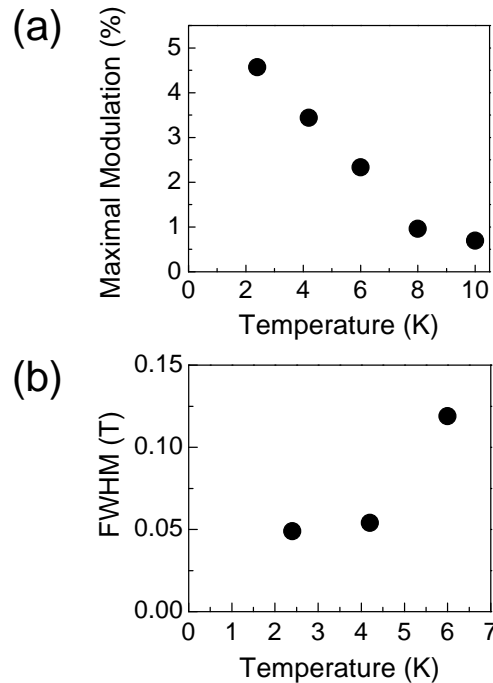 (a)
Maximal Modulation (%)
5
4
3
2
1
0
0 2 4 6 8 10
Temperature (K)
(b)
FWHM (T)
0.15
0.10
0.05
0.00
0 1 2 3 4 5 6 7
Temperature (K)